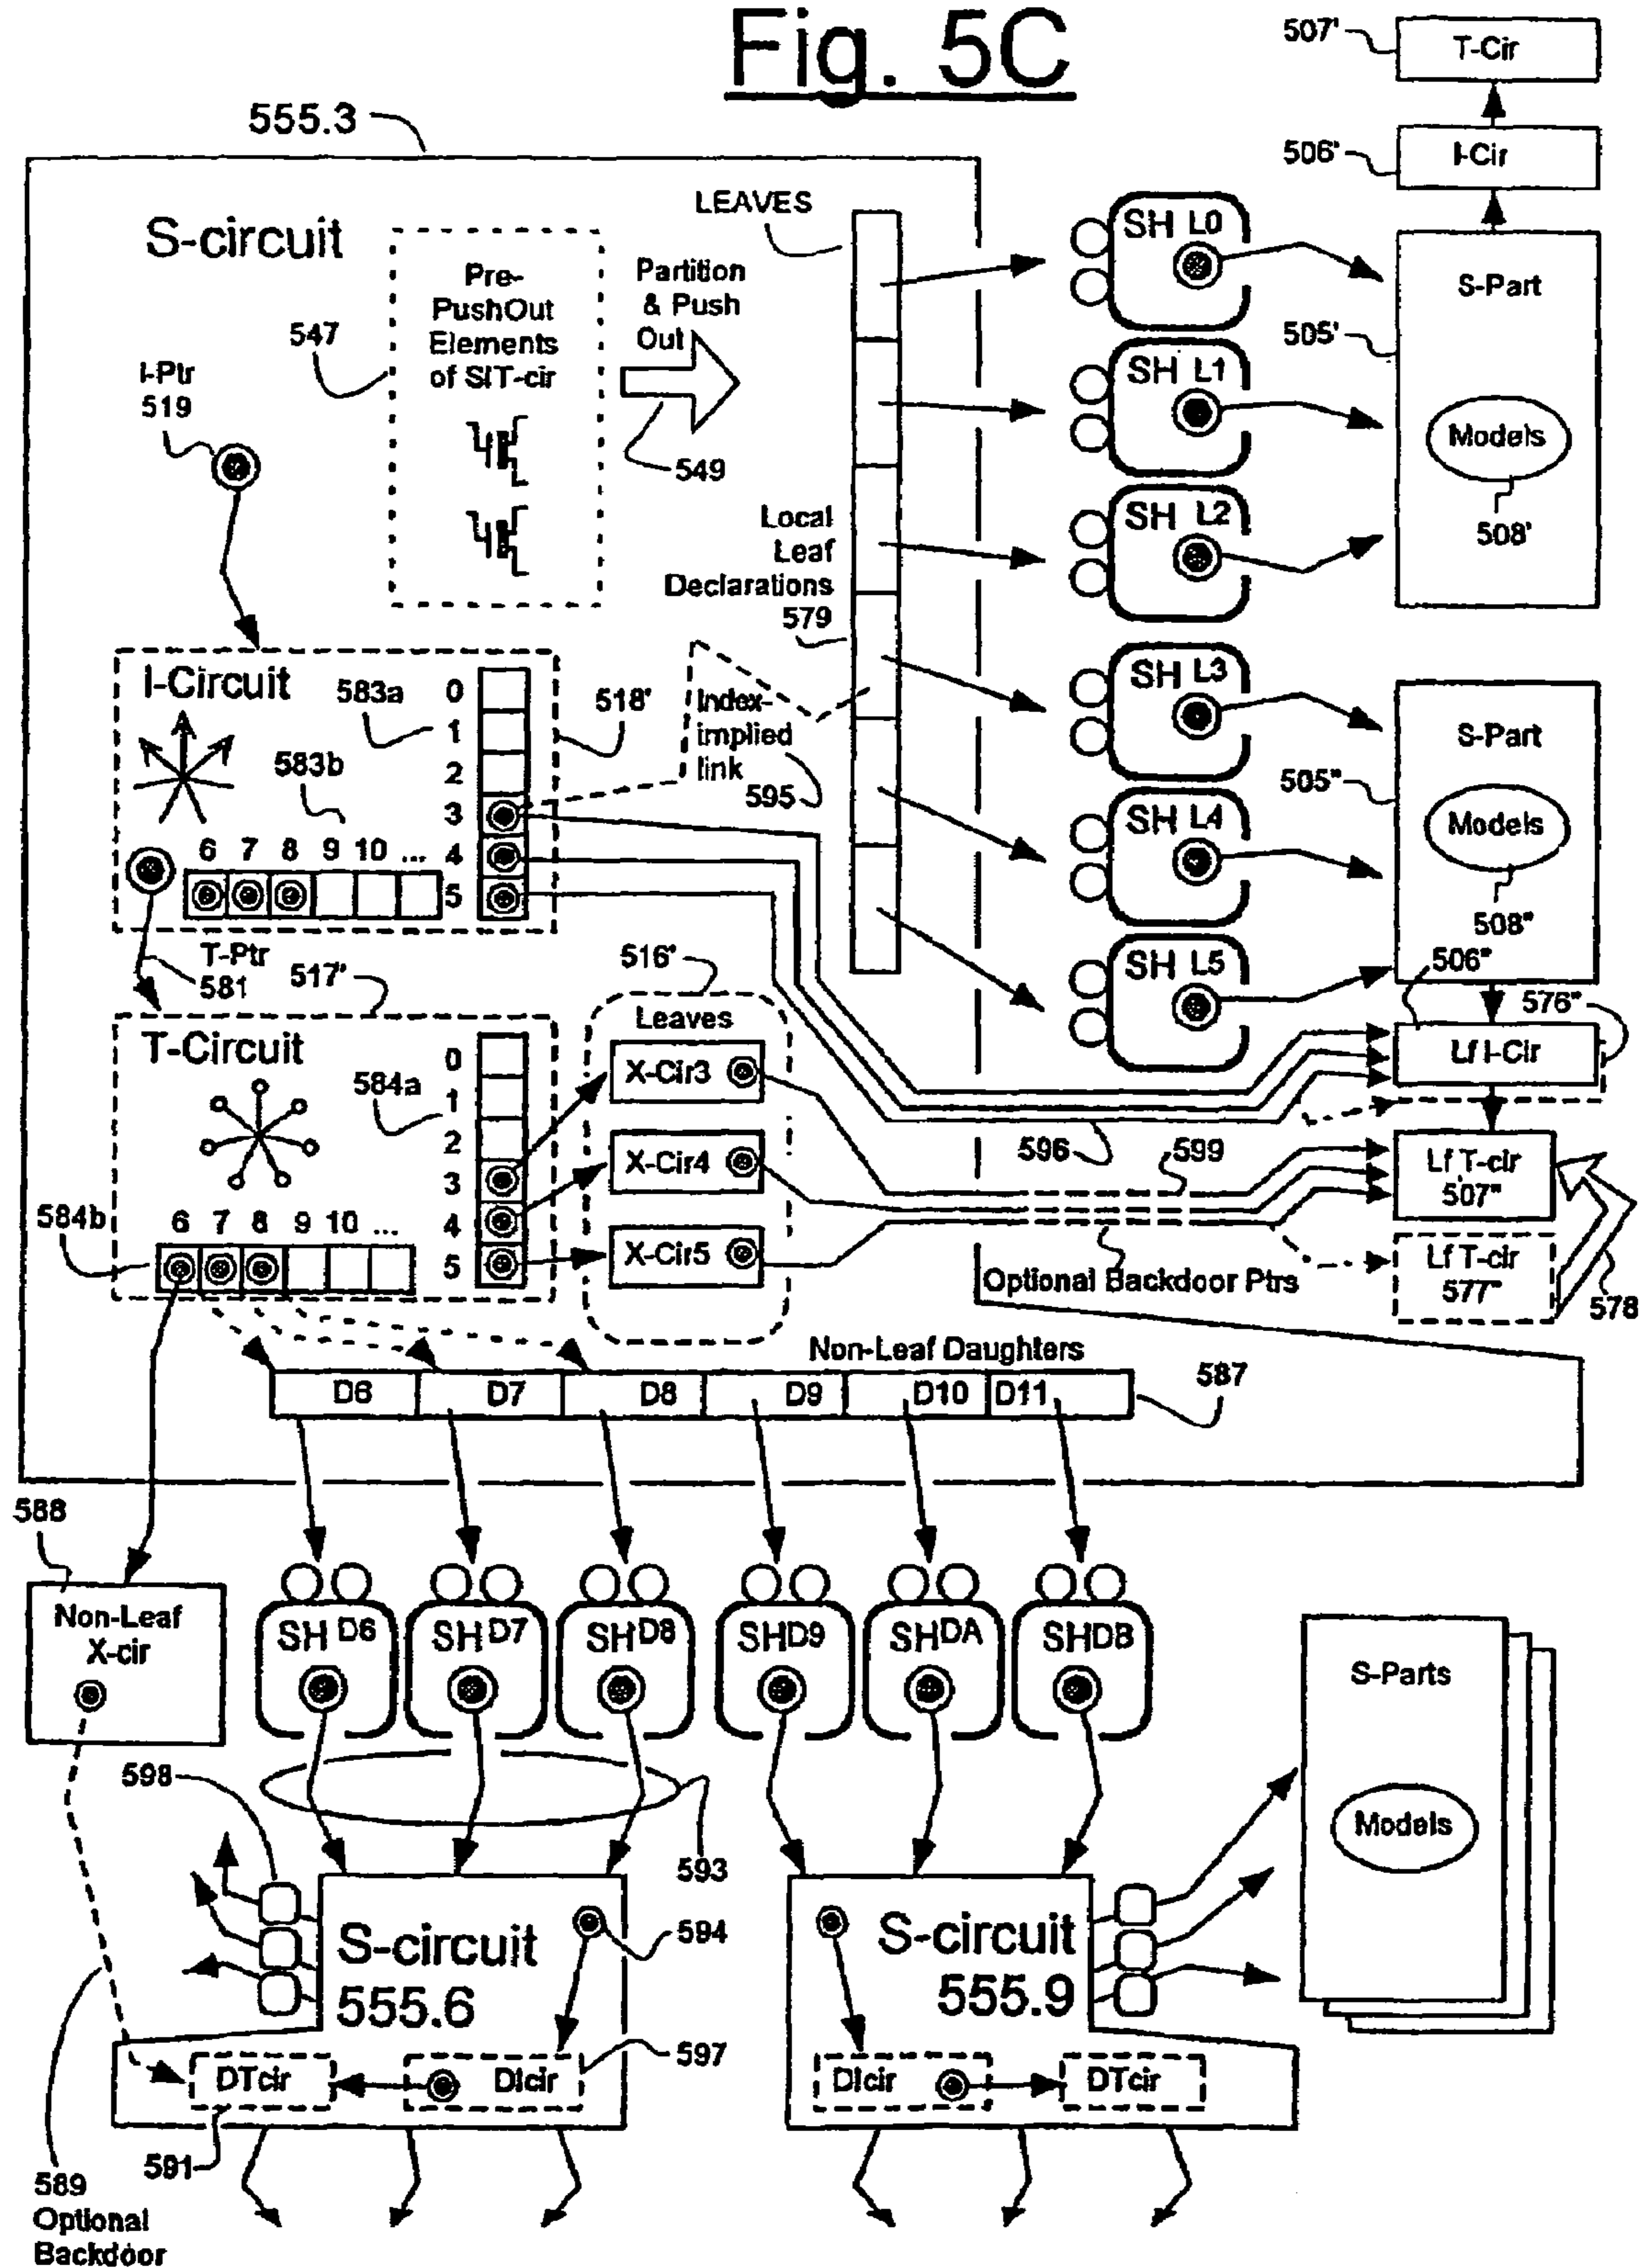 Fig. 5C
507'
T-Cir
506'
I-Cir
555.3
S-circuit
LEAVES
Pre-
PushOut
Elements
of SIT-cir
547
Partition
& Push
Out
549
I-Ptr
519
Local
Leaf
Declarations
579
SH L0
SH L1
SH L2
SH L3
SH L4
SH L5
S-Part
505'
Models
508'
S-Part
505"
Models
508"
506"
576"
I-Circuit
583a
518'
583b
0
1
2
3
4
5
6 7 8 9 10 ...
Index-
implied
link
595
T-Ptr
581
517'
516"
T-Circuit
584a
0
1
2
3
4
5
584b
6 7 8 9 10 ...
Leaves
X-Cir3
X-Cir4
X-Cir5
Lf I-Cir
596
599
Lf T-cir
507"
Optional Backdoor Ptrs
Lf T-cir
577"
578
Non-Leaf Daughters
D6 D7 D8 D9 D10 D11
587
588
Non-Leaf
X-cir
SH D6
SH D7
SH D8
SH D9
SH DA
SH DB
S-Parts
Models
598
593
S-circuit
555.6
594
S-circuit
555.9
597
DTcir
DIcir
DIcir
DTcir
591
589
Optional
Backdoor